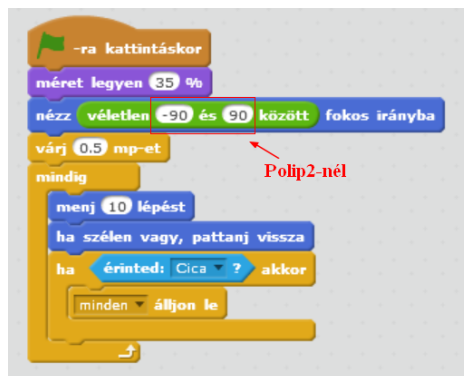 -ra kattintáskor
méret legyen 35 %
nézz véletlen -90 és 90 között fokos irányba
várj 0.5 mp-et
Polip2-nél
mindig
menj 10 lépést
ha szélen vagy, pattanj vissza
ha érinted: Cica ? akkor
minden álljon le